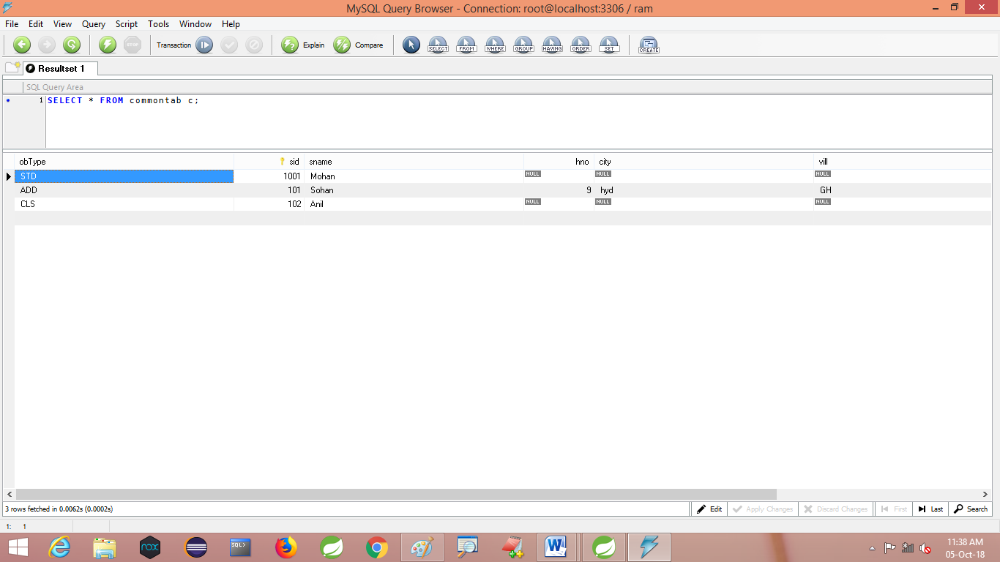 MySQL Query Browser - Connection: root@localhost:3306 / ram
File Edit View Query Script Tools Window Help
STOP Transaction Explain Compare SELECT FROM WHERE GROUP HAVING ORDER SET CREATE
Resultset 1
SQL Query Area
1 SELECT * FROM commontab c;
obType sid sname hno city vill
STD 1001 Mohan NULL NULL NULL
ADD 101 Sohan 9 hyd GH
CLS 102 Anil NULL NULL NULL
3 rows fetched in 0.0062s (0.0002s) Edit Apply Changes Discard Changes First Last Search
1: 1
nox SQL> 11:38 AM
05-Oct-18